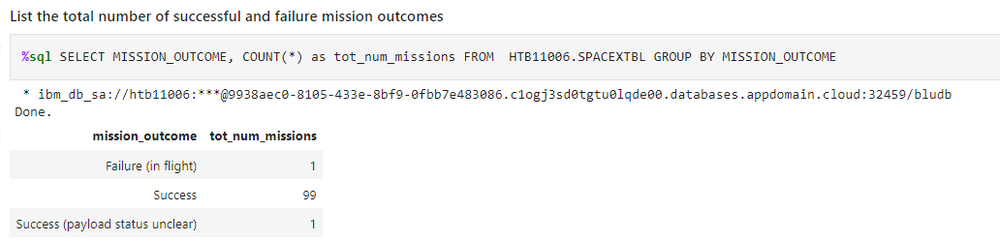 List the total number of successful and failure mission outcomes
%sql SELECT MISSION_OUTCOME, COUNT(*) as tot_num_missions FROM  HTB11006.SPACEXTBL GROUP BY MISSION_OUTCOME
* ibm_db_sa://htb11006:***@9938aec0-8105-433e-8bf9-0fbb7e483086.c1ogj3sd0tgtu0lqde00.databases.appdomain.cloud:32459/bludb
Done.
mission_outcome tot_num_missions
Failure (in flight) 1
Success 99
Success (payload status unclear) 1